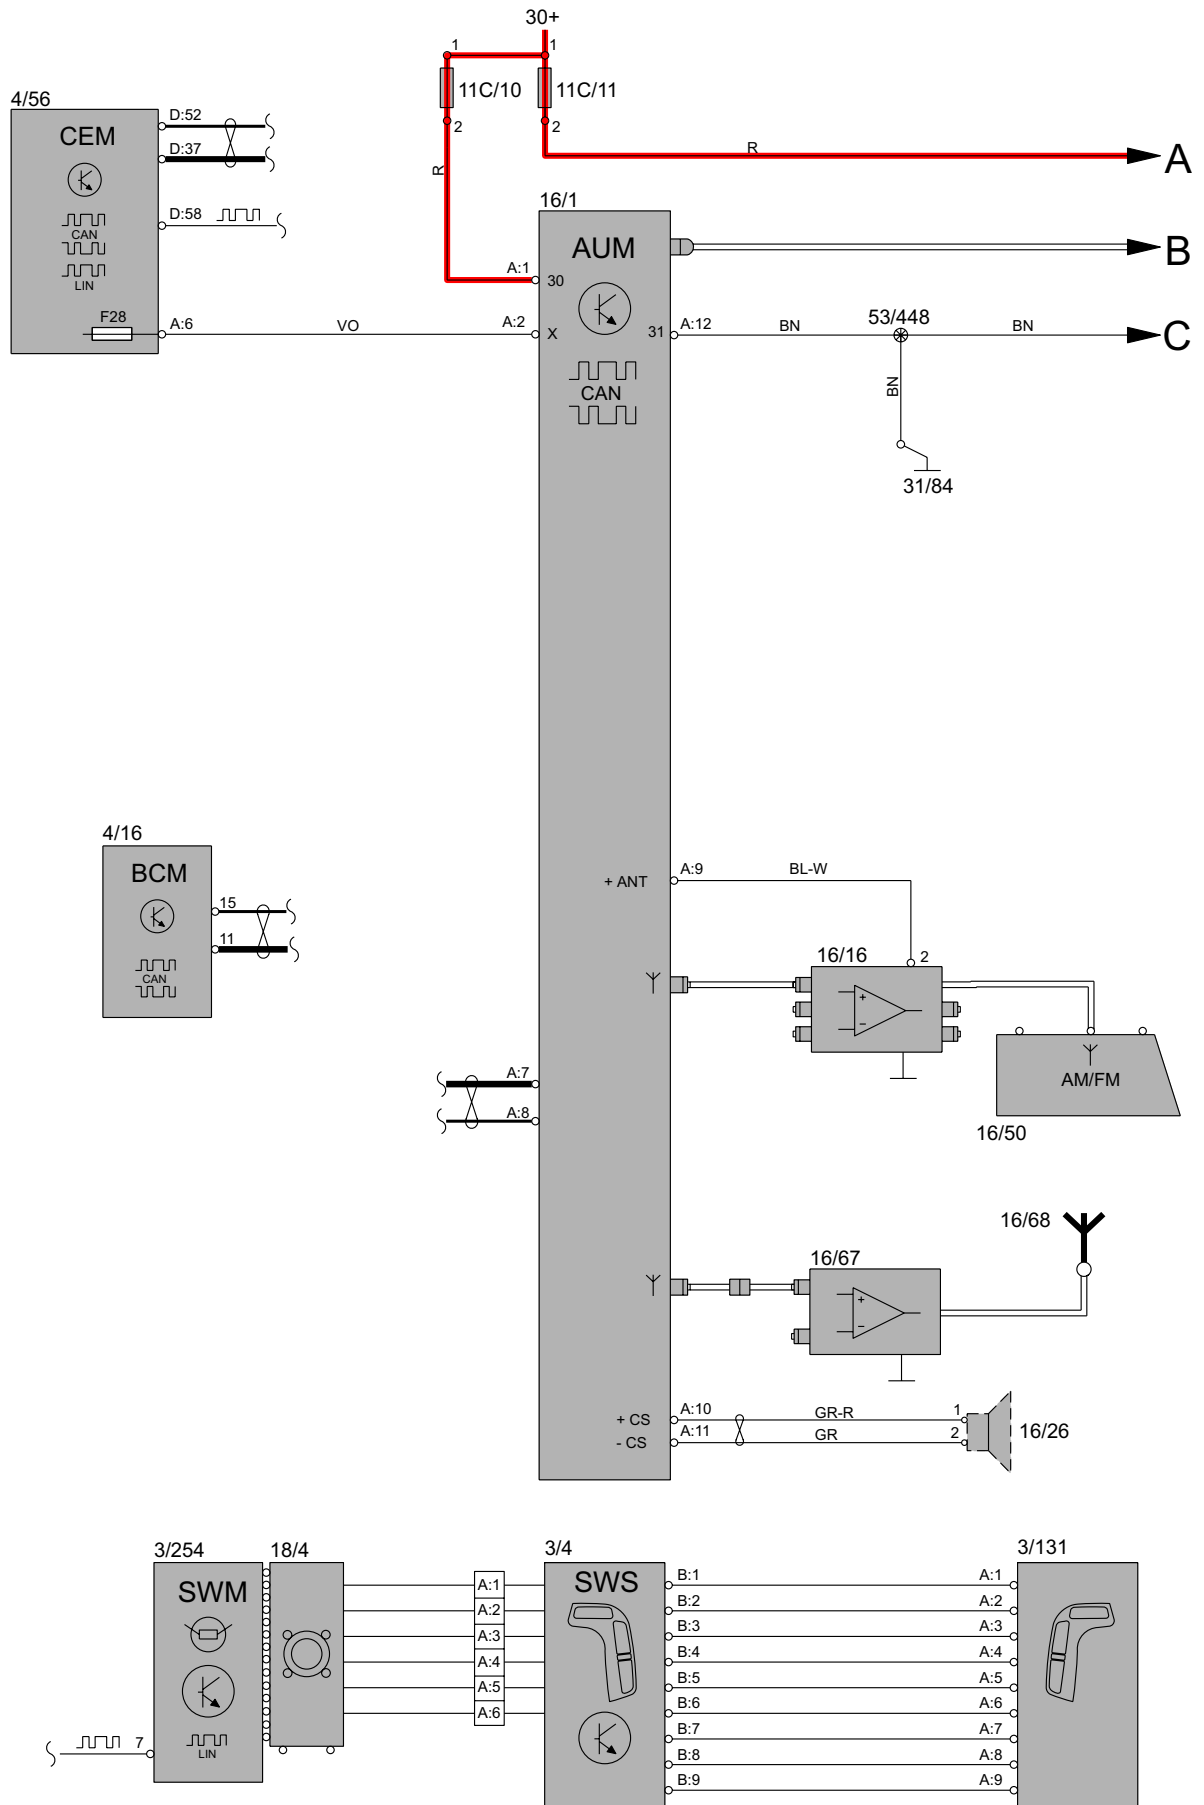 30+
1 1
11C/10 11C/11
2 2
R
R
A
4/56
CEM
D:52
D:37
D:58
CAN
LIN
F28
A:6
VO
16/1
AUM
A:1
30
A:2
X
CAN
B
31
A:12
BN
53/448
BN
C
BN
31/84
4/16
BCM
15
11
CAN
+ ANT
A:9
BL-W
16/16
2
AM/FM
16/50
A:7
A:8
16/68
16/67
+ CS
A:10
GR-R
1
- CS
A:11
GR
2
16/26
3/254
SWM
LIN
7
18/4
A:1
A:2
A:3
A:4
A:5
A:6
3/4
SWS
3/131
B:1 A:1
B:2 A:2
B:3 A:3
B:4 A:4
B:5 A:5
B:6 A:6
B:7 A:7
B:8 A:8
B:9 A:9